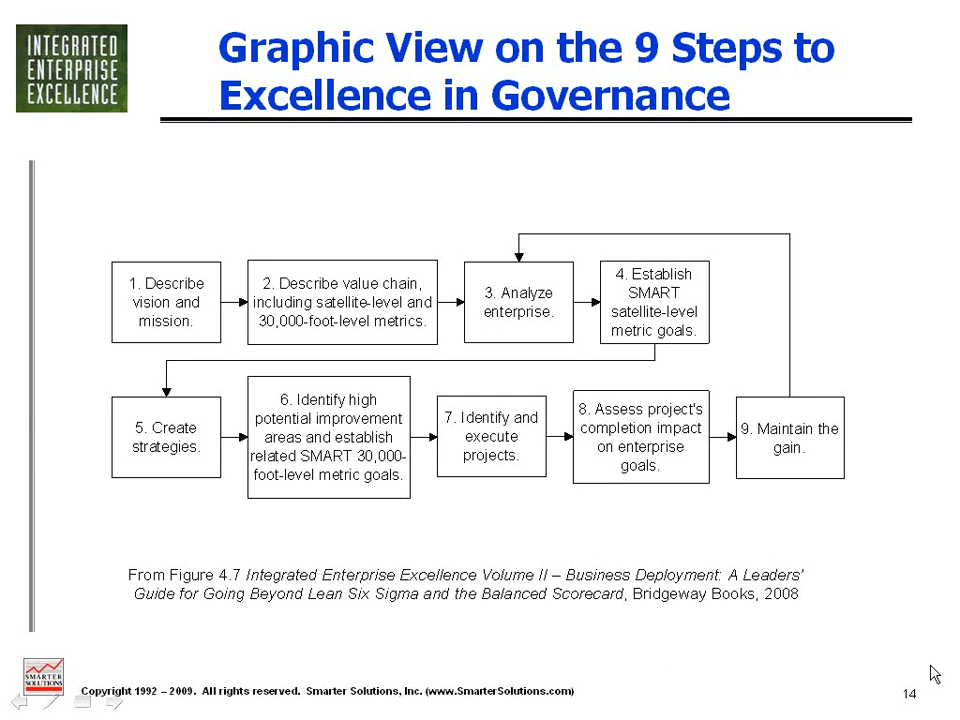 INTEGRATED
ENTERPRISE
EXCELLENCE
Graphic View on the 9 Steps to
Excellence in Governance
1. Describe
vision and
mission.
2. Describe value chain,
including satellite-level and
30,000-foot-level metrics.
3. Analyze
enterprise.
4. Establish
SMART
satellite-level
metric goals.
5. Create
strategies.
6. Identify high
potential improvement
areas and establish
related SMART 30,000-
foot-level metric goals.
7. Identify and
execute
projects.
8. Assess project's
completion impact
on enterprise
goals.
9. Maintain the
gain.
From Figure 4.7 Integrated Enterprise Excellence Volume II – Business Deployment: A Leaders'
Guide for Going Beyond Lean Six Sigma and the Balanced Scorecard, Bridgeway Books, 2008
SMARTER
SOLUTIONS
Copyright 1992 – 2009. All rights reserved. Smarter Solutions, Inc. (www.SmarterSolutions.com)
14